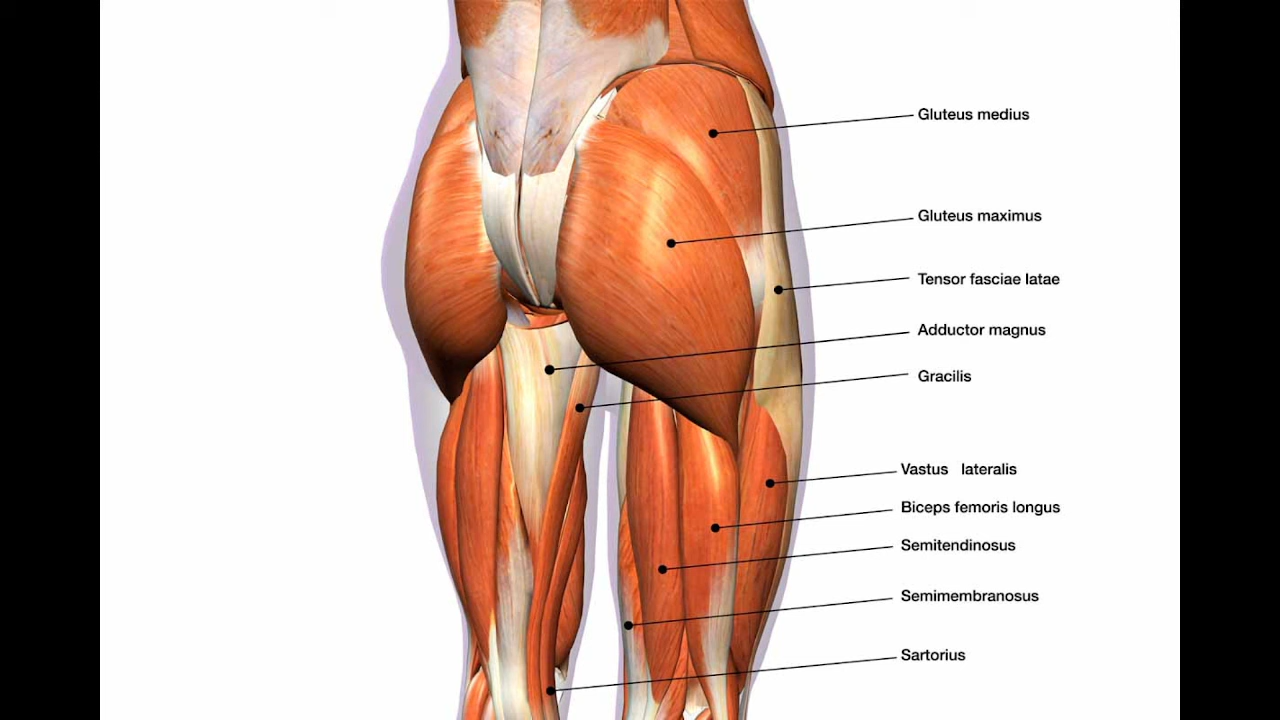 Gluteus medius
Gluteus maximus
Tensor fasciae latae
Adductor magnus
Gracilis
Vastus lateralis
Biceps femoris longus
Semitendinosus
Semimembranosus
Sartorius